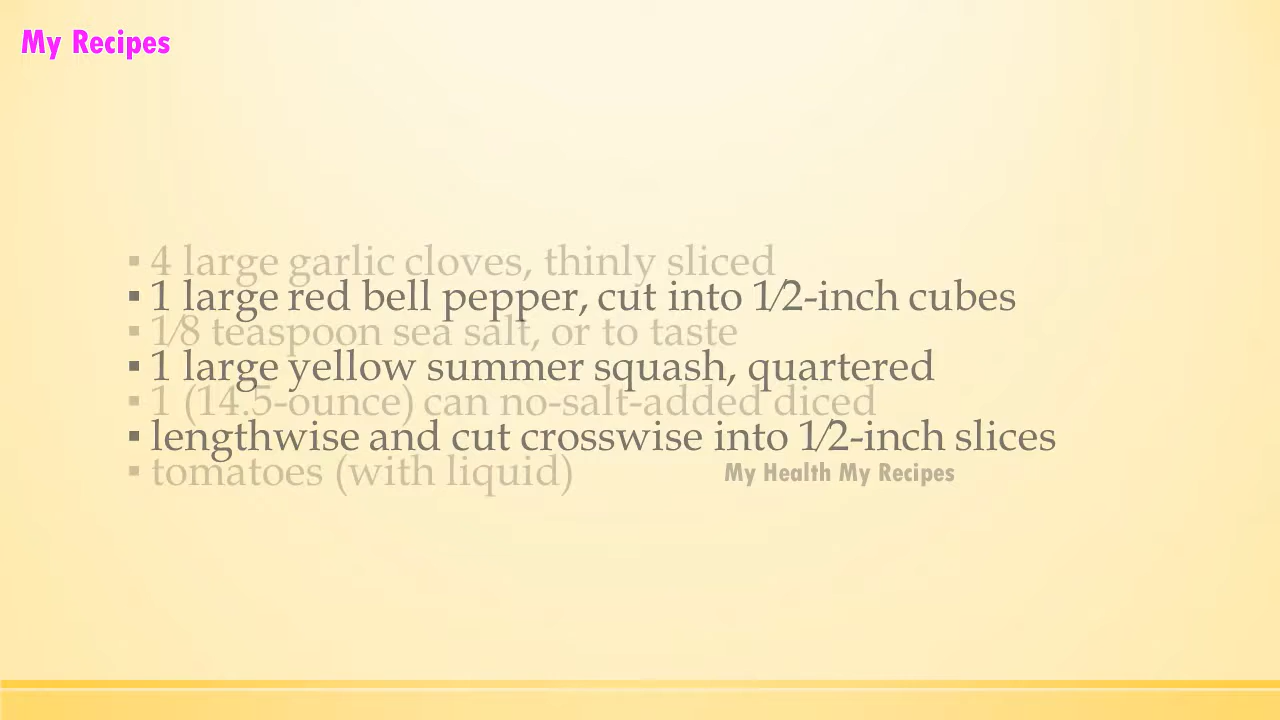 My Recipes
▪ 4 large garlic cloves, thinly sliced
▪ 1 large red bell pepper, cut into 1⁄2-inch cubes
▪ 1⁄8 teaspoon sea salt, or to taste
▪ 1 large yellow summer squash, quartered
▪ 1 (14.5-ounce) can no-salt-added diced
▪ lengthwise and cut crosswise into 1⁄2-inch slices
▪ tomatoes (with liquid)
My Health My Recipes